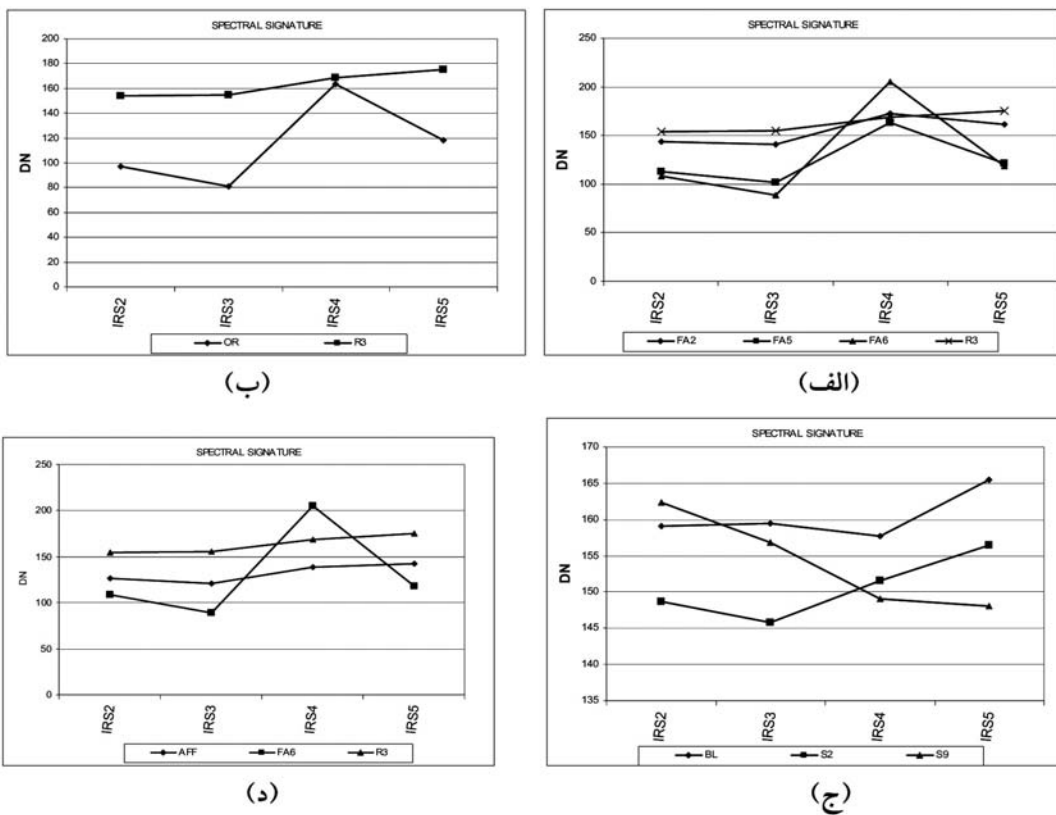 SPECTRAL SIGNATURE
200
180
160
140
120
100
80
60
40
20
0
DN
IRS2 IRS3 IRS4 IRS5
OR R3
(ب)
SPECTRAL SIGNATURE
250
200
150
100
50
0
DN
IRS2 IRS3 IRS4 IRS5
FA2 FA5 FA6 R3
(الف)
SPECTRAL SIGNATURE
250
200
150
100
50
0
DN
IRS2 IRS3 IRS4 IRS5
AFF FA6 R3
(د)
SPECTRAL SIGNATURE
170
165
160
155
150
145
140
135
DN
IRS2 IRS3 IRS4 IRS5
BL S2 S9
(ج)